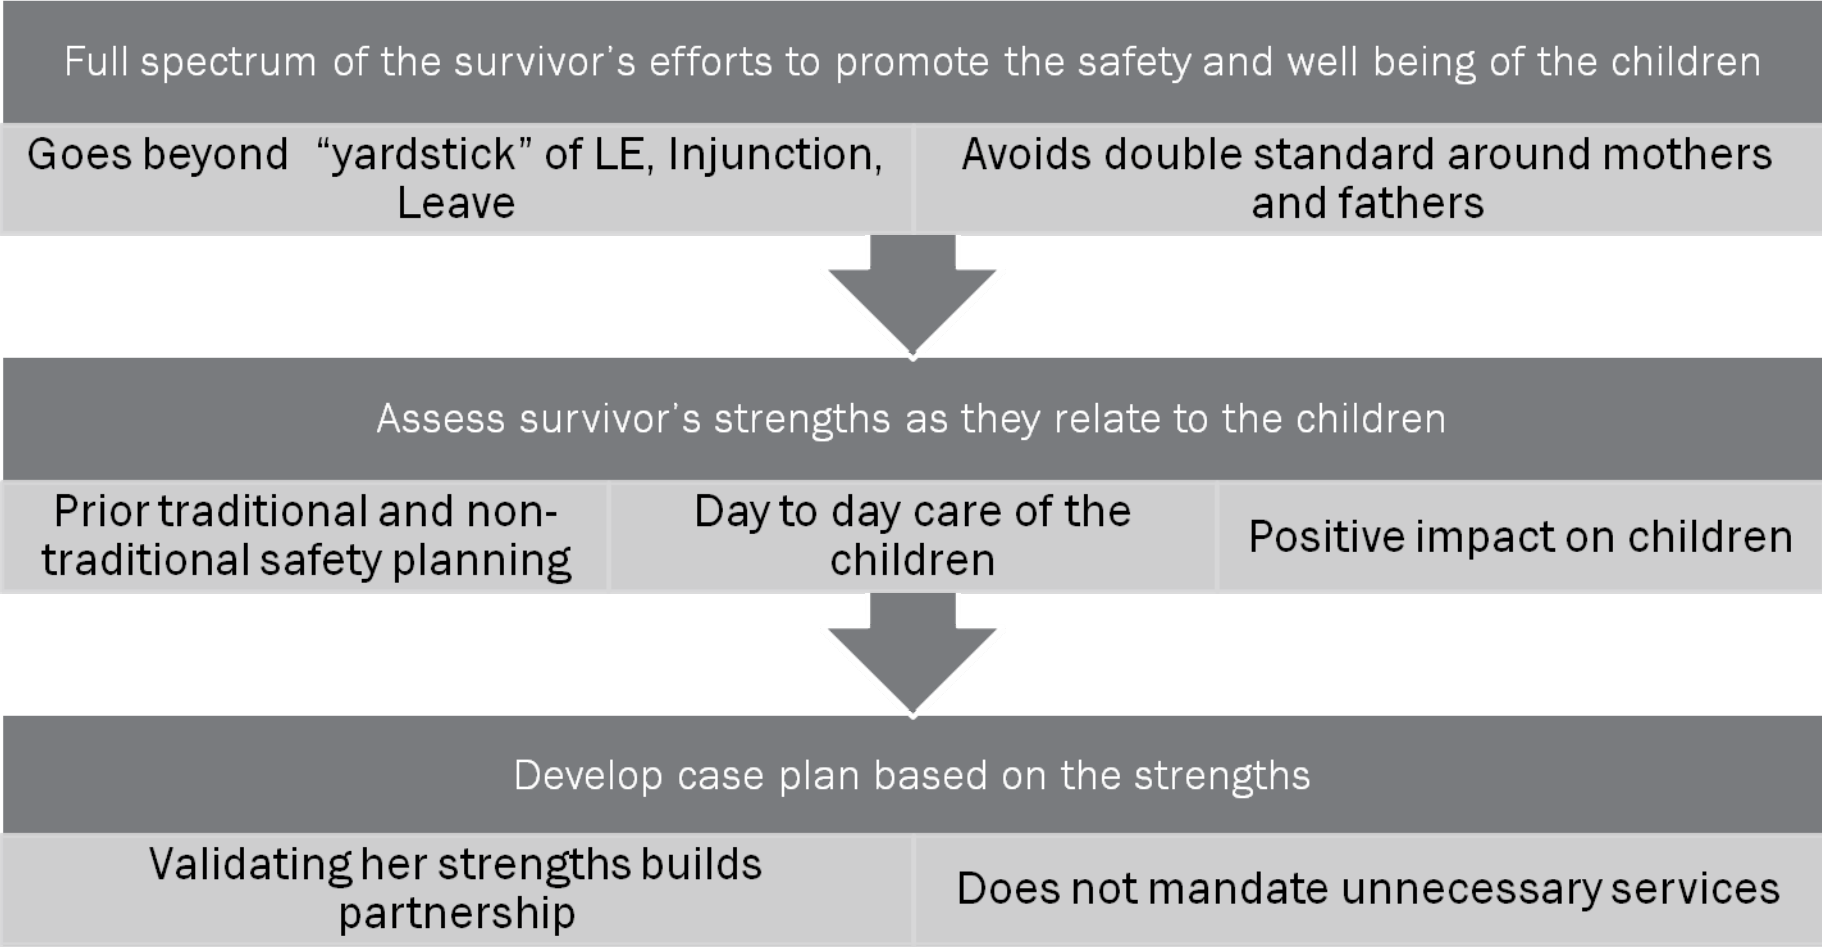 Full spectrum of the survivor’s efforts to promote the safety and well being of the children
Goes beyond “yardstick” of LE, Injunction,
Leave
Avoids double standard around mothers
and fathers
Assess survivor’s strengths as they relate to the children
Prior traditional and non-
traditional safety planning
Day to day care of the
children
Positive impact on children
Develop case plan based on the strengths
Validating her strengths builds
partnership
Does not mandate unnecessary services